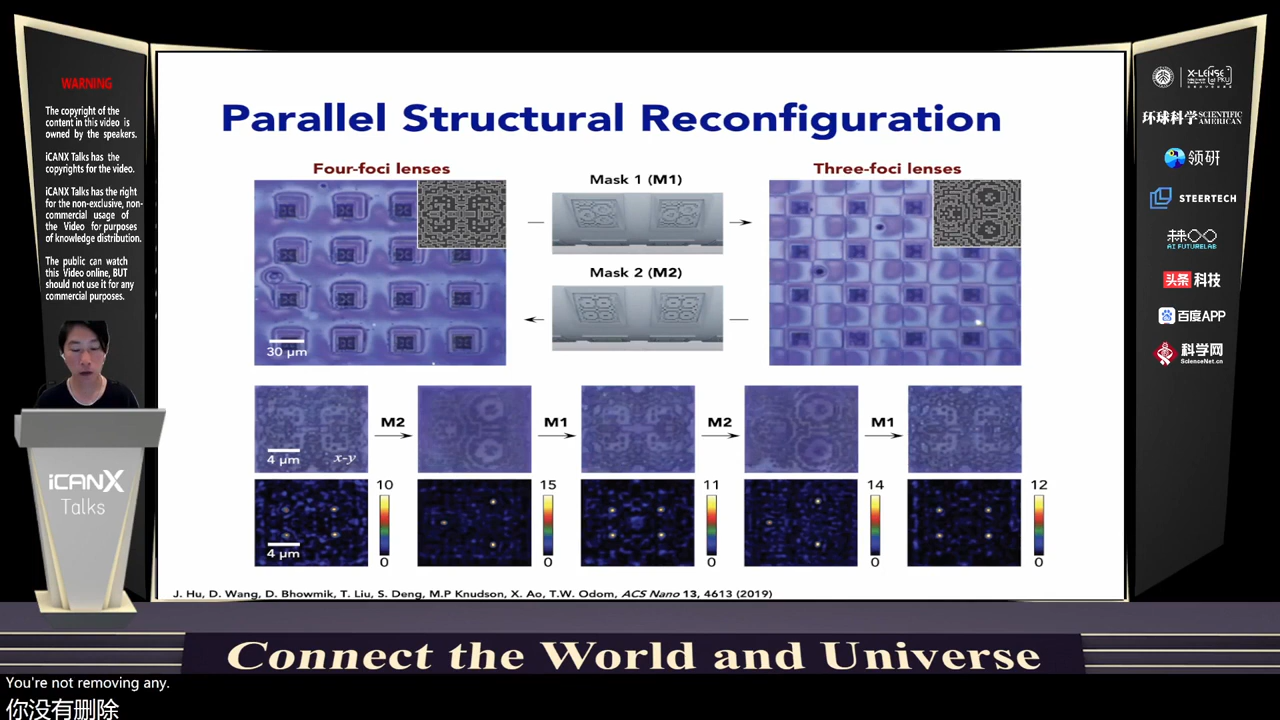 WARNING
The copyright of the
content in this video is
owned by the speakers.
iCANX Talks has the
copyrights for the video.
iCANX Talks has the right
for the non-exclusive, non-
commercial usage of
the Video for purposes
of knowledge distribution.
The public can watch
this Video online, BUT
should not use it for any
commercial purposes.
iCANX
Talks
Parallel Structural Reconfiguration
Four-foci lenses
Mask 1 (M1)
Three-foci lenses
Mask 2 (M2)
30 μm
M2
M1
M2
M1
4 μm
x-y
10
15
11
14
12
4 μm
0
0
0
0
0
J. Hu, D. Wang, D. Bhowmik, T. Liu, S. Deng, M.P Knudson, X. Ao, T.W. Odom, ACS Nano 13, 4613 (2019)
X-LENSE
环球科学 SCIENTIFIC AMERICAN
领研
STEERTECH
AI FUTURELAB
头条 科技
百度APP
科学网
ScienceNet.cn
Connect the World and Universe
You're not removing any.
你没有删除